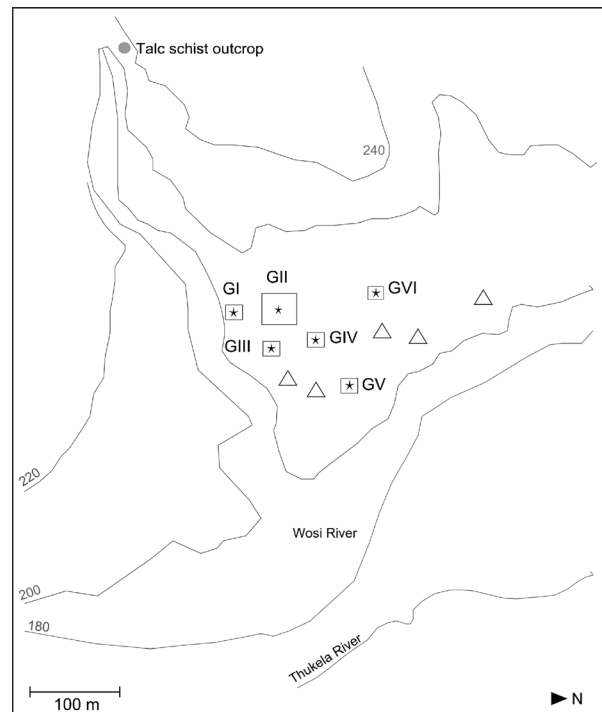 Talc schist outcrop
240
GII
GI
GVI
GIV
GIII
GV
220
Wosi River
200
180
Thukela River
100 m
N